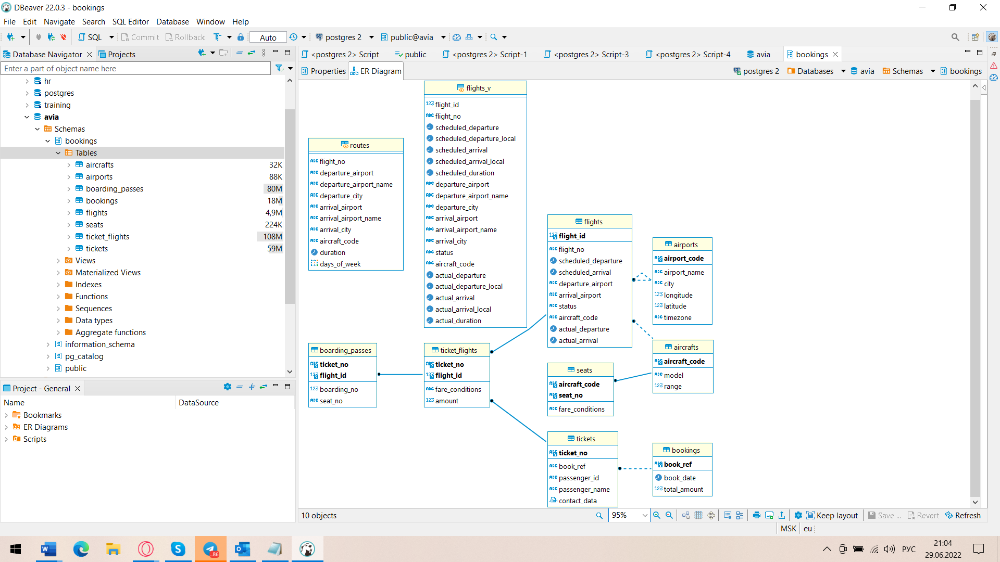 DBeaver 22.0.3 - bookings
File Edit Navigate Search SQL Editor Database Window Help
SQL Commit Rollback Auto postgres 2 public@avia
Database Navigator Projects
Enter a part of object name here
hr
postgres
training
avia
Schemas
bookings
Tables
aircrafts 32K
airports 88K
boarding_passes 80M
bookings 18M
flights 4,9M
seats 224K
ticket_flights 108M
tickets 59M
Views
Materialized Views
Indexes
Functions
Sequences
Data types
Aggregate functions
information_schema
pg_catalog
public
Project - General
Name DataSource
Bookmarks
ER Diagrams
Scripts
<postgres 2> Script public <postgres 2> Script-1 <postgres 2> Script-3 <postgres 2> Script-4 avia bookings
Properties ER Diagram postgres 2 Databases avia Schemas bookings
routes
flight_no
departure_airport
departure_airport_name
departure_city
arrival_airport
arrival_airport_name
arrival_city
aircraft_code
duration
days_of_week
flights_v
flight_id
flight_no
scheduled_departure
scheduled_departure_local
scheduled_arrival
scheduled_arrival_local
scheduled_duration
departure_airport
departure_airport_name
departure_city
arrival_airport
arrival_airport_name
arrival_city
status
aircraft_code
actual_departure
actual_departure_local
actual_arrival
actual_arrival_local
actual_duration
flights
flight_id
flight_no
scheduled_departure
scheduled_arrival
departure_airport
arrival_airport
status
aircraft_code
actual_departure
actual_arrival
airports
airport_code
airport_name
city
longitude
latitude
timezone
boarding_passes
ticket_no
flight_id
boarding_no
seat_no
ticket_flights
ticket_no
flight_id
fare_conditions
amount
seats
aircraft_code
seat_no
fare_conditions
aircrafts
aircraft_code
model
range
tickets
ticket_no
book_ref
passenger_id
passenger_name
contact_data
bookings
book_ref
book_date
total_amount
10 objects 95% Keep layout Save ... Revert Refresh
MSK eu
РУС
21:04
29.06.2022